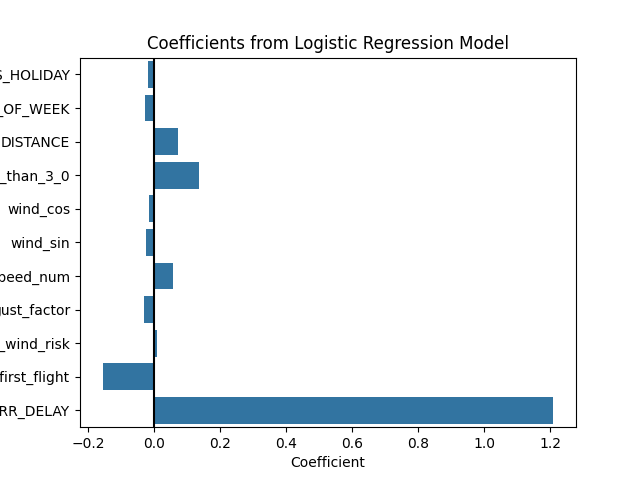 Coefficients from Logistic Regression Model
S_HOLIDAY
_OF_WEEK
DISTANCE
_than_3_0
wind_cos
wind_sin
peed_num
gust_factor
_wind_risk
first_flight
RR_DELAY
−0.2 0.0 0.2 0.4 0.6 0.8 1.0 1.2
Coefficient